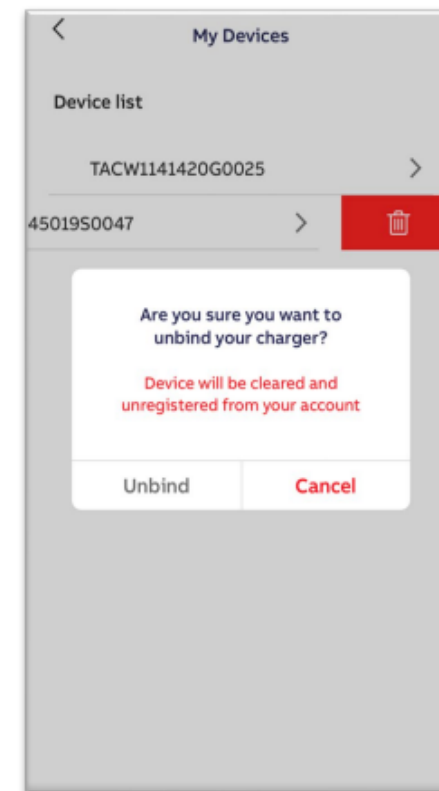 My Devices
Device list
TACW1141420G0025
45019S0047
Are you sure you want to
unbind your charger?
Device will be cleared and
unregistered from your account
Unbind Cancel